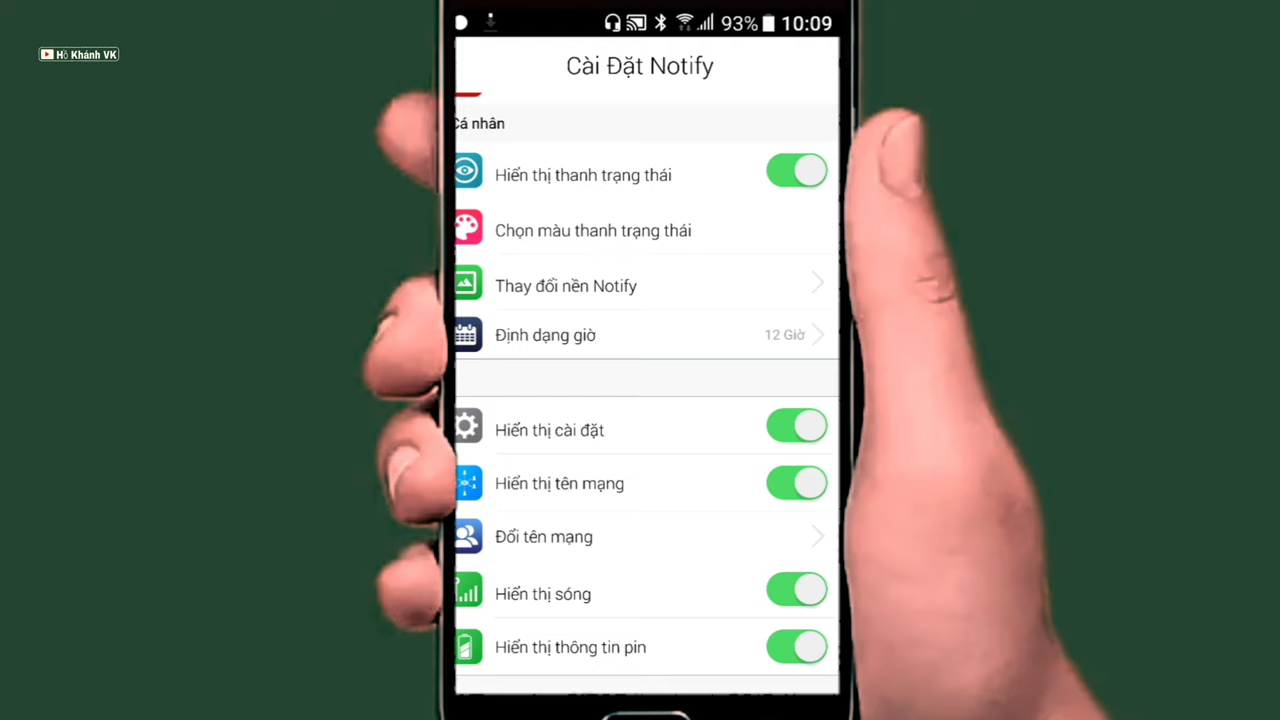 Hồ Khánh VK
93% 10:09
Cài Đặt Notify
Cá nhân
Hiển thị thanh trạng thái
Chọn màu thanh trạng thái
Thay đổi nền Notify
Định dạng giờ 12 Giờ
Hiển thị cài đặt
Hiển thị tên mạng
Đổi tên mạng
Hiển thị sóng
Hiển thị thông tin pin